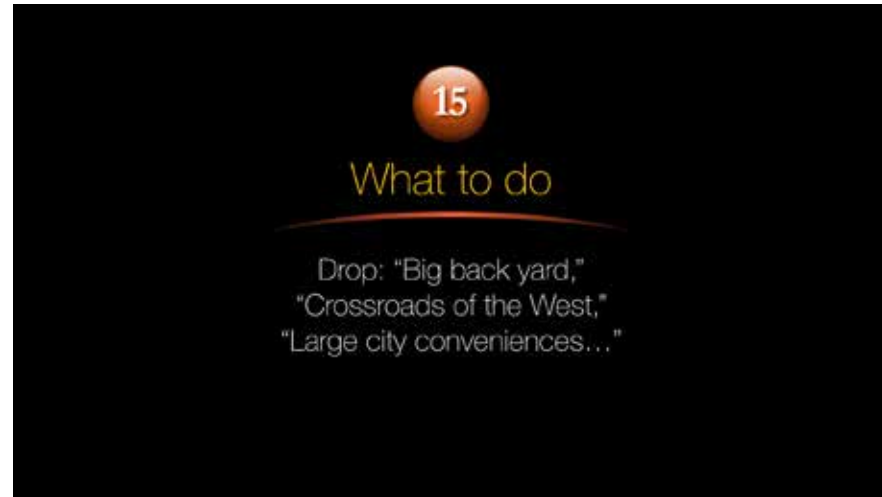 15
What to do
Drop: “Big back yard,”
“Crossroads of the West,”
“Large city conveniences…”